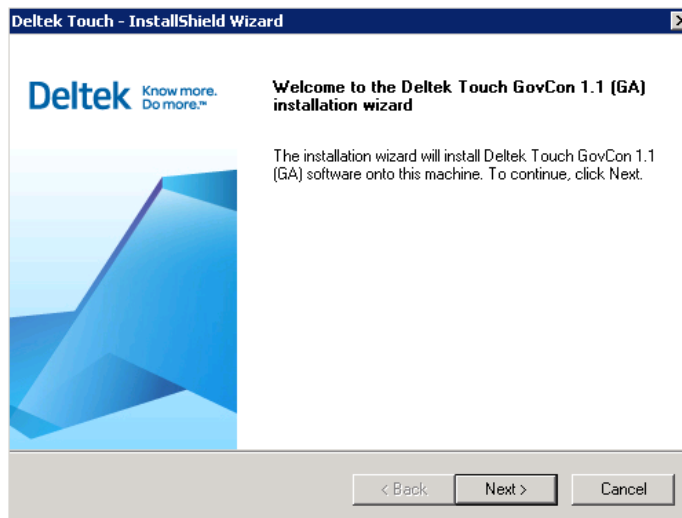 Deltek Touch - InstallShield Wizard
Deltek Know more.
Do more.™
Welcome to the Deltek Touch GovCon 1.1 (GA)
installation wizard
The installation wizard will install Deltek Touch GovCon 1.1
(GA) software onto this machine. To continue, click Next.
< Back Next > Cancel